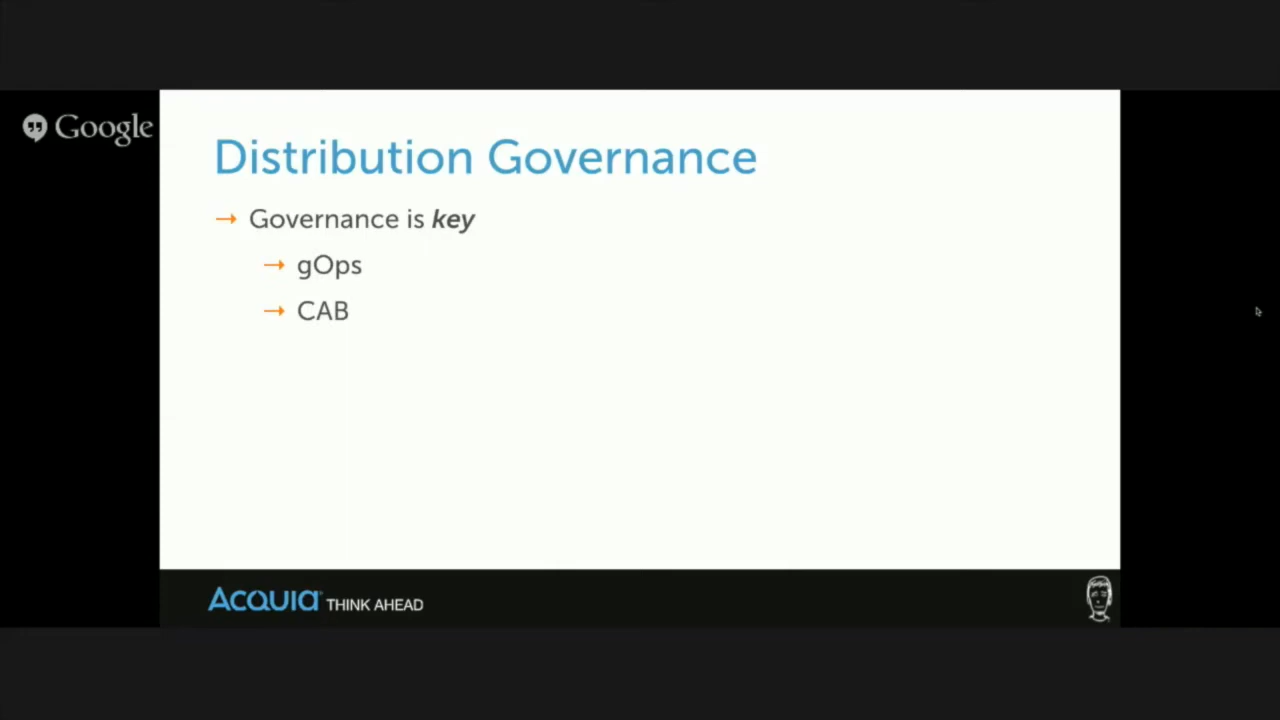 Google
Distribution Governance
→ Governance is key
→ gOps
→ CAB
Acquia THINK AHEAD